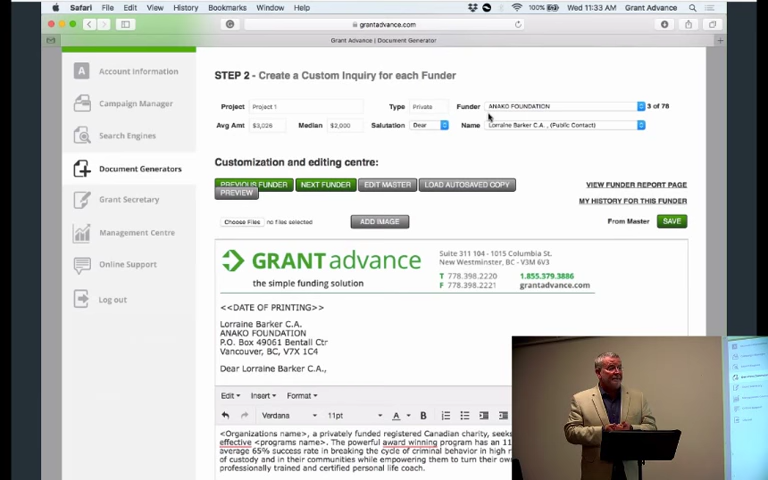 Safari File Edit View History Bookmarks Window Help 100% Wed 11:33 AM Grant Advance
grantadvance.com
Grant Advance | Document Generator
Account Information
Campaign Manager
Search Engines
Document Generators
Grant Secretary
Management Centre
Online Support
Log out
STEP 2 - Create a Custom Inquiry for each Funder
Project Project 1 Type Private Funder ANAKO FOUNDATION 3 of 78
Avg Amt $3,026 Median $2,000 Salutation Dear Name Lorraine Barker C.A. , (Public Contact)
Customization and editing centre:
PREVIOUS FUNDER NEXT FUNDER EDIT MASTER LOAD AUTOSAVED COPY VIEW FUNDER REPORT PAGE
PREVIEW
MY HISTORY FOR THIS FUNDER
Choose Files no files selected ADD IMAGE From Master SAVE
GRANT advance
the simple funding solution
Suite 311 104 - 1015 Columbia St.
New Westminster, BC - V3M 6V3
T 778.398.2220 1.855.379.3886
F 778.398.2221 grantadvance.com
<<DATE OF PRINTING>>
Lorraine Barker C.A.
ANAKO FOUNDATION
P.O. Box 49061 Bentall Ctr
Vancouver, BC, V7X 1C4
Dear Lorraine Barker C.A.,
Edit Insert Format
Verdana 11pt A B
<Organizations name>, a privately funded registered Canadian charity, seeks
effective <programs name>. The powerful award winning program has an 11
average 65% success rate in breaking the cycle of criminal behavior in high r
of custody and in their communities while empowering them to turn their ow
professionally trained and certified personal life coach.